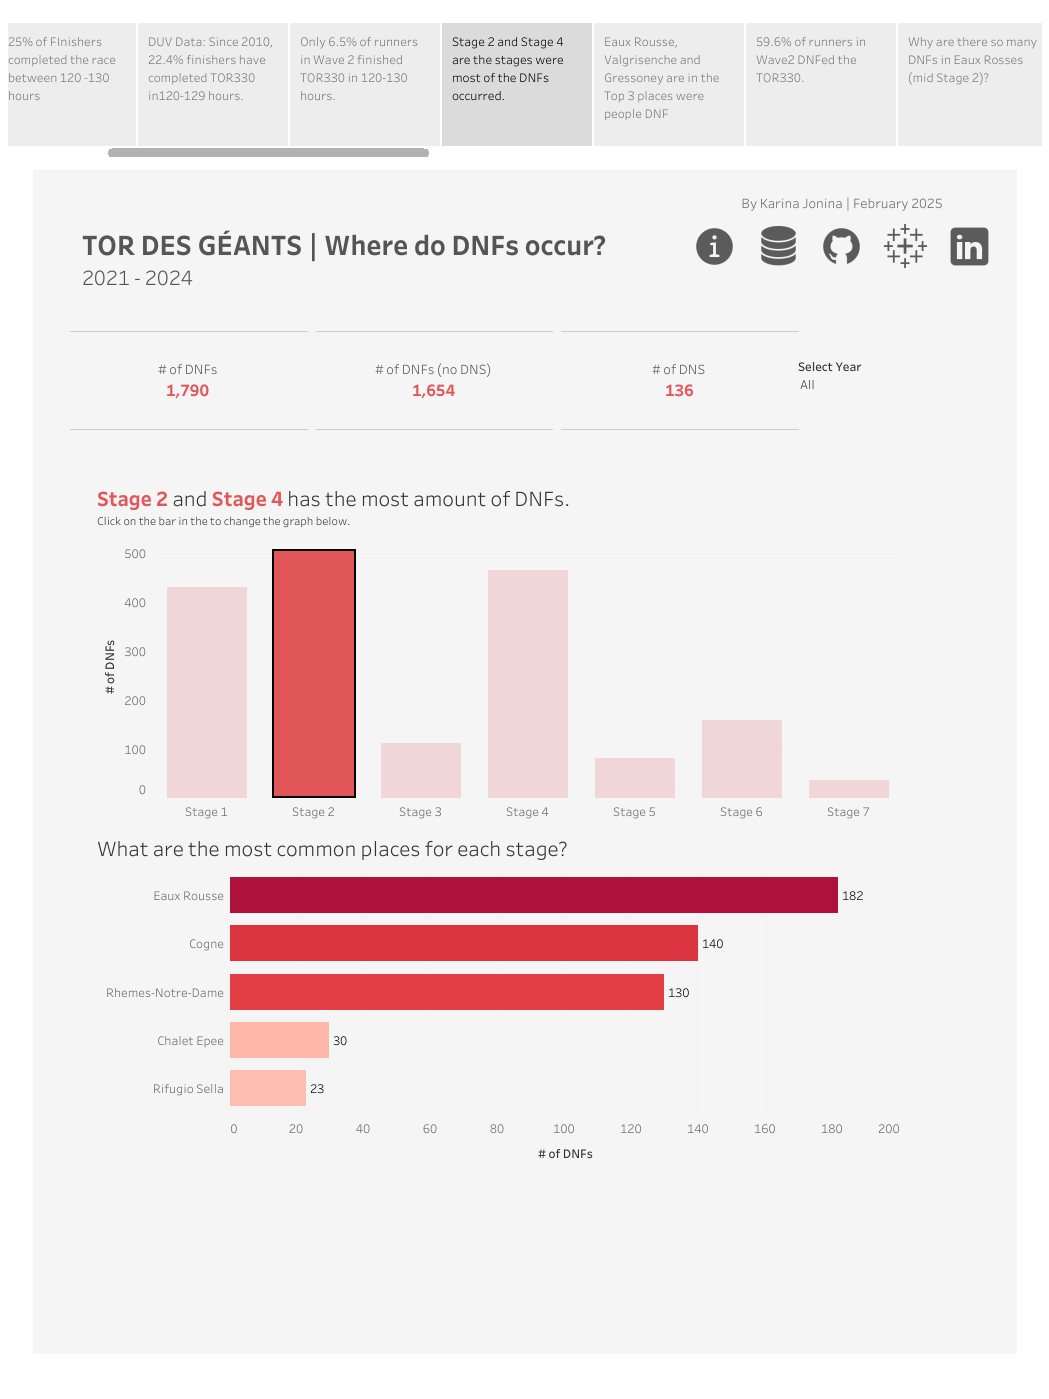 25% of FInishers
completed the race
between 120 -130
hours
DUV Data: Since 2010,
22.4% finishers have
completed TOR330
in120-129 hours.
Only 6.5% of runners
in Wave 2 finished
TOR330 in 120-130
hours.
Stage 2 and Stage 4
are the stages were
most of the DNFs
occurred.
Eaux Rousse,
Valgrisenche and
Gressoney are in the
Top 3 places were
people DNF
59.6% of runners in
Wave2 DNFed the
TOR330.
Why are there so many
DNFs in Eaux Rosses
(mid Stage 2)?
By Karina Jonina | February 2025
TOR DES GÉANTS | Where do DNFs occur?
2021 - 2024
# of DNFs
1,790
# of DNFs (no DNS)
1,654
# of DNS
136
Select Year
All
Stage 2 and Stage 4 has the most amount of DNFs.
Click on the bar in the to change the graph below.
# of DNFs
500
400
300
200
100
0
Stage 1
Stage 2
Stage 3
Stage 4
Stage 5
Stage 6
Stage 7
What are the most common places for each stage?
Eaux Rousse 182
Cogne 140
Rhemes-Notre-Dame 130
Chalet Epee 30
Rifugio Sella 23
0 20 40 60 80 100 120 140 160 180 200
# of DNFs